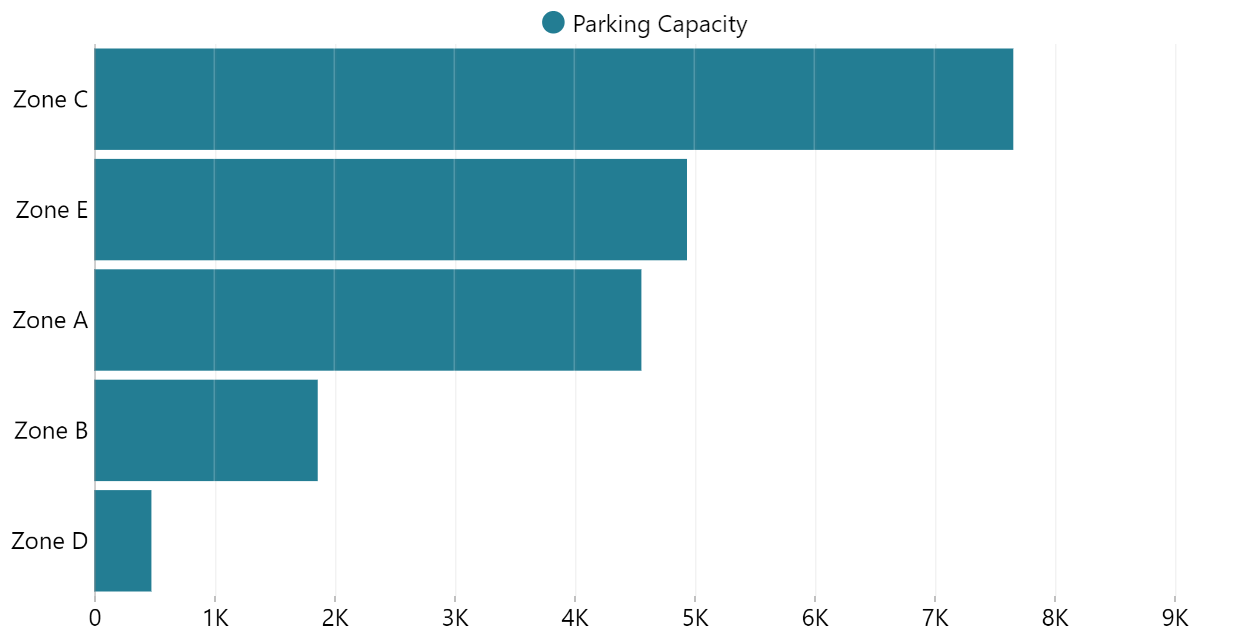 Parking Capacity
Zone C
Zone E
Zone A
Zone B
Zone D
0 1K 2K 3K 4K 5K 6K 7K 8K 9K